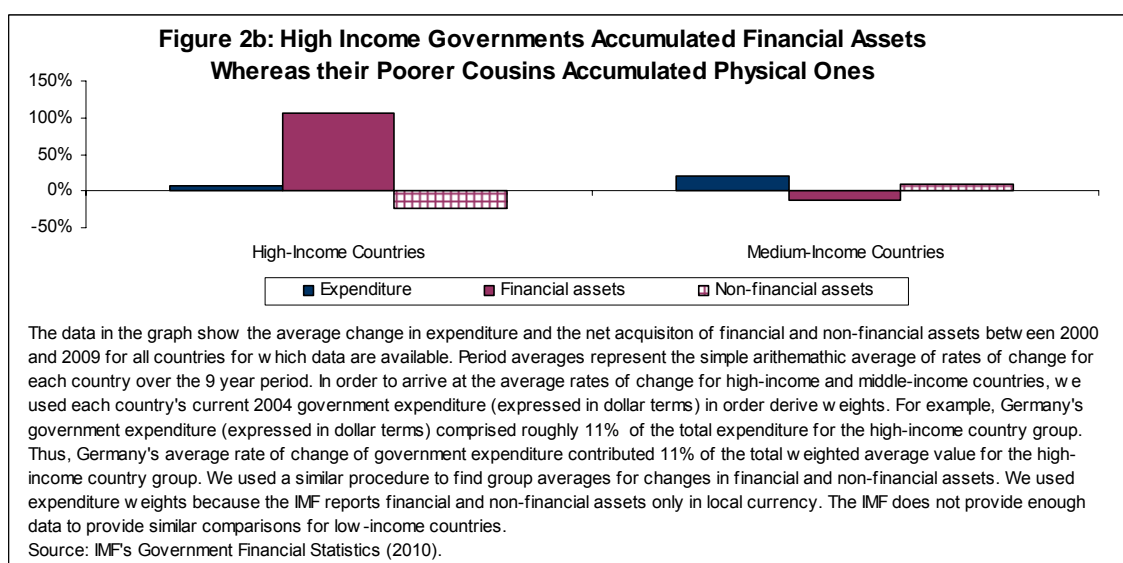 Figure 2b: High Income Governments Accumulated Financial Assets
Whereas their Poorer Cousins Accumulated Physical Ones
150%
100%
50%
0%
-50%
High-Income Countries
Medium-Income Countries
Expenditure
Financial assets
Non-financial assets
The data in the graph show the average change in expenditure and the net acquisiton of financial and non-financial assets between 2000
and 2009 for all countries for which data are available. Period averages represent the simple arithemathic average of rates of change for
each country over the 9 year period. In order to arrive at the average rates of change for high-income and middle-income countries, we
used each country's current 2004 government expenditure (expressed in dollar terms) in order derive weights. For example, Germany's
government expenditure (expressed in dollar terms) comprised roughly 11% of the total expenditure for the high-income country group.
Thus, Germany's average rate of change of government expenditure contributed 11% of the total weighted average value for the high-
income country group. We used a similar procedure to find group averages for changes in financial and non-financial assets. We used
expenditure weights because the IMF reports financial and non-financial assets only in local currency. The IMF does not provide enough
data to provide similar comparisons for low-income countries.
Source: IMF's Government Financial Statistics (2010).